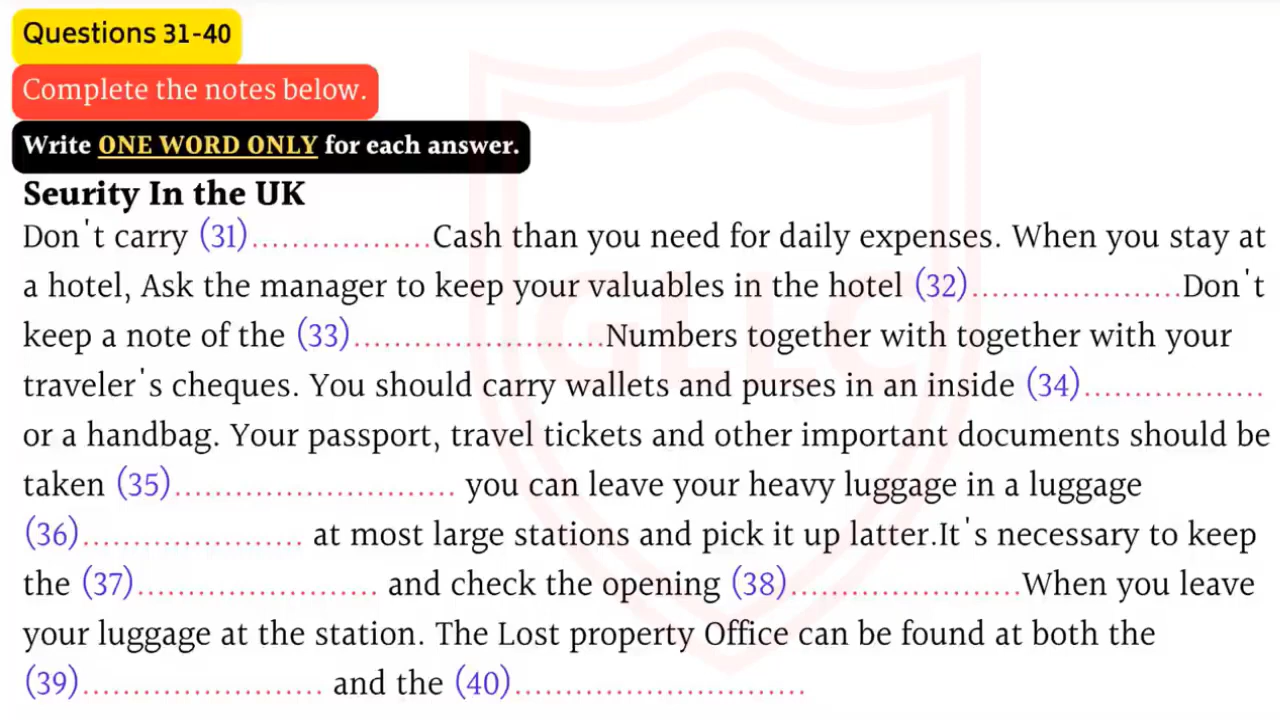 Questions 31-40
Complete the notes below.
Write ONE WORD ONLY for each answer.
Seurity In the UK
Don't carry (31)..................Cash than you need for daily expenses. When you stay at
a hotel, Ask the manager to keep your valuables in the hotel (32).....................Don't
keep a note of the (33).........................Numbers together with together with your
traveler's cheques. You should carry wallets and purses in an inside (34)..................
or a handbag. Your passport, travel tickets and other important documents should be
taken (35)............................ you can leave your heavy luggage in a luggage
(36)...................... at most large stations and pick it up latter.It's necessary to keep
the (37)........................ and check the opening (38).......................When you leave
your luggage at the station. The Lost property Office can be found at both the
(39)........................ and the (40).............................
GLLC